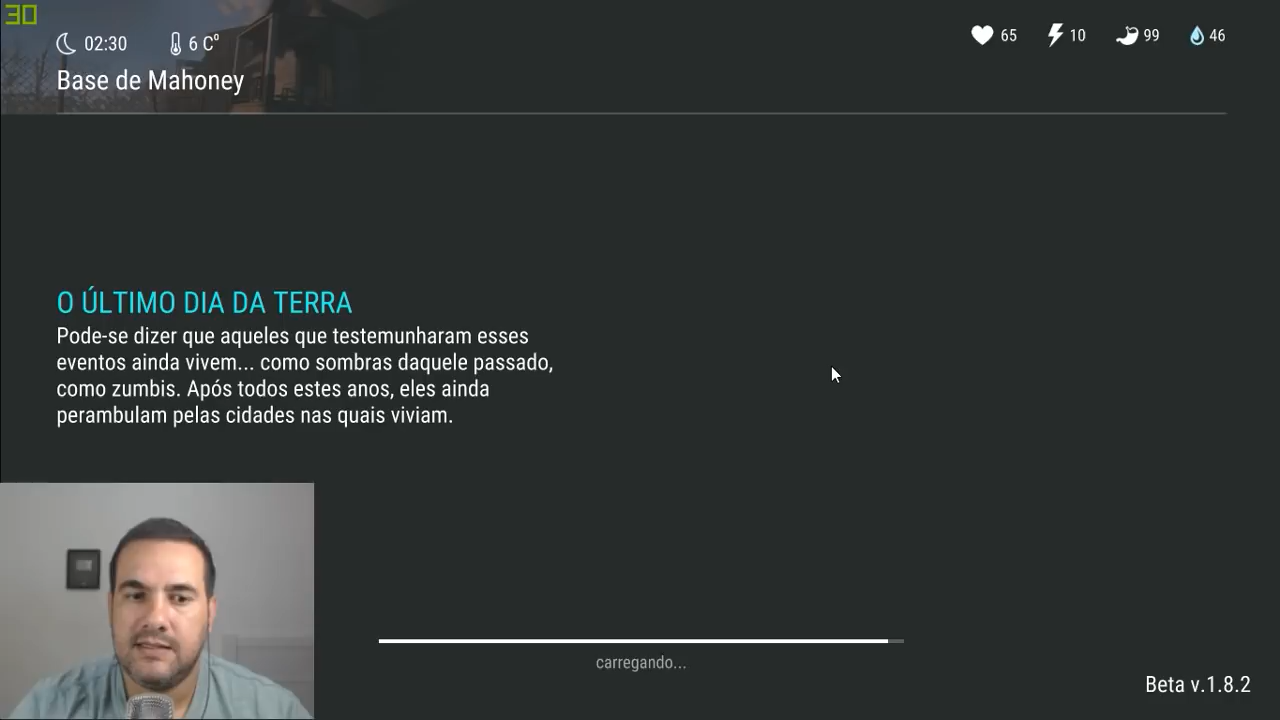 30
02:30 6 Cº 65 10 99 46
Base de Mahoney
O ÚLTIMO DIA DA TERRA
Pode-se dizer que aqueles que testemunharam esses
eventos ainda vivem... como sombras daquele passado,
como zumbis. Após todos estes anos, eles ainda
perambulam pelas cidades nas quais viviam.
carregando...
Beta v.1.8.2